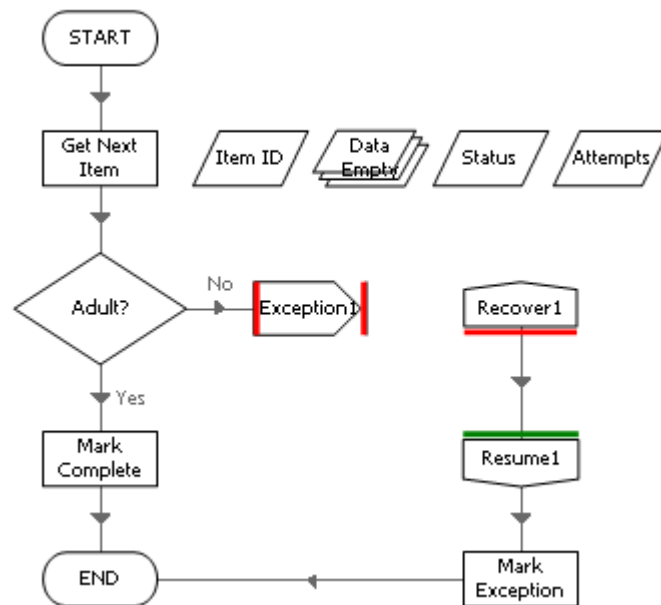 START
Get Next
Item
Item ID
Data
Empty
Status
Attempts
Adult?
No
Exception1
Recover1
Yes
Mark
Complete
Resume1
END
Mark
Exception